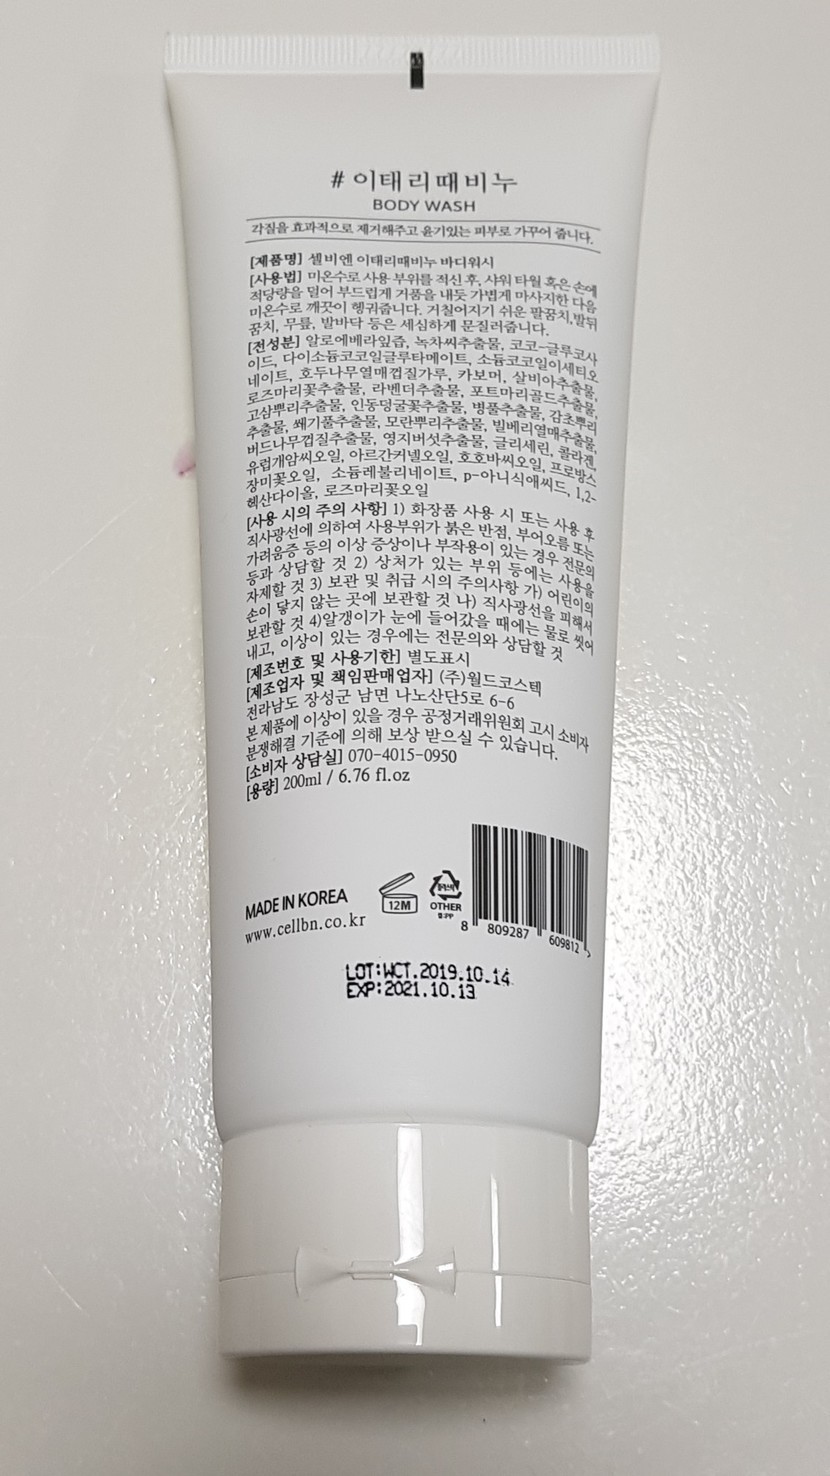 # 이태리때비누
BODY WASH
각질을 효과적으로 제거해주고 윤기있는 피부로 가꾸어 줍니다.
[제품명] 셀비엔 이태리때비누 바디워시
[사용법] 미온수로 사용 부위를 적신 후, 샤워 타월 혹은 손에
적당량을 덜어 부드럽게 거품을 내듯 가볍게 마사지한 다음
미온수로 깨끗이 헹궈줍니다. 거칠어지기 쉬운 팔꿈치,발뒤
꿈치, 무릎, 발바닥 등은 세심하게 문질러줍니다.
[전성분] 알로에베라잎즙, 녹차씨추출물, 코코-글루코사
이드, 다이소듐코코일글루타메이트, 소듐코코일이세티오
네이트, 호두나무열매껍질가루, 카보머, 살비아추출물,
로즈마리꽃추출물, 라벤더추출물, 포트마리골드추출물,
고삼뿌리추출물, 인동덩굴꽃추출물, 병풀추출물, 감초뿌리
추출물, 쐐기풀추출물, 모란뿌리추출물, 빌베리열매추출물,
버드나무껍질추출물, 영지버섯추출물, 글리세린, 콜라겐,
유럽개암씨오일, 아르간커넬오일, 호호바씨오일, 프로방스
장미꽃오일, 소듐레불리네이트, p-아니식애씨드, 1,2-
헥산다이올, 로즈마리꽃오일
[사용 시의 주의 사항] 1) 화장품 사용 시 또는 사용 후
직사광선에 의하여 사용부위가 붉은 반점, 부어오름 또는
가려움증 등의 이상 증상이나 부작용이 있는 경우 전문의
등과 상담할 것 2) 상처가 있는 부위 등에는 사용을
자제할 것 3) 보관 및 취급 시의 주의사항 가) 어린이의
손이 닿지 않는 곳에 보관할 것 나) 직사광선을 피해서
보관할 것 4)알갱이가 눈에 들어갔을 때에는 물로 씻어
내고, 이상이 있는 경우에는 전문의와 상담할 것
[제조번호 및 사용기한] 별도표시
[제조업자 및 책임판매업자] (주)월드코스텍
전라남도 장성군 남면 나노산단5로 6-6
본 제품에 이상이 있을 경우 공정거래위원회 고시 소비자
분쟁해결 기준에 의해 보상 받으실 수 있습니다.
[소비자 상담실] 070-4015-0950
[용량] 200ml / 6.76 fl.oz
MADE IN KOREA
www.cellbn.co.kr
12M
플라스틱
OTHER
캡:PP
8 809287 609812
LOT:WCT.2019.10.14
EXP:2021.10.13